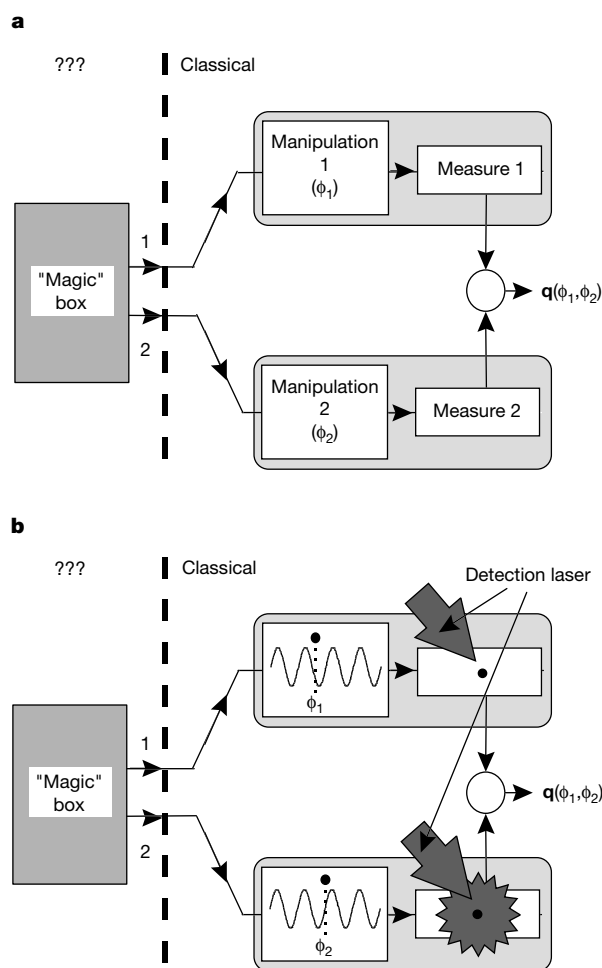 a
??? Classical
Manipulation
1
(ϕ₁)
Measure 1
1
"Magic"
box
q(ϕ₁,ϕ₂)
2
Manipulation
2
(ϕ₂)
Measure 2
b
??? Classical
Detection laser
ϕ₁
1
"Magic"
box
q(ϕ₁,ϕ₂)
2
ϕ₂